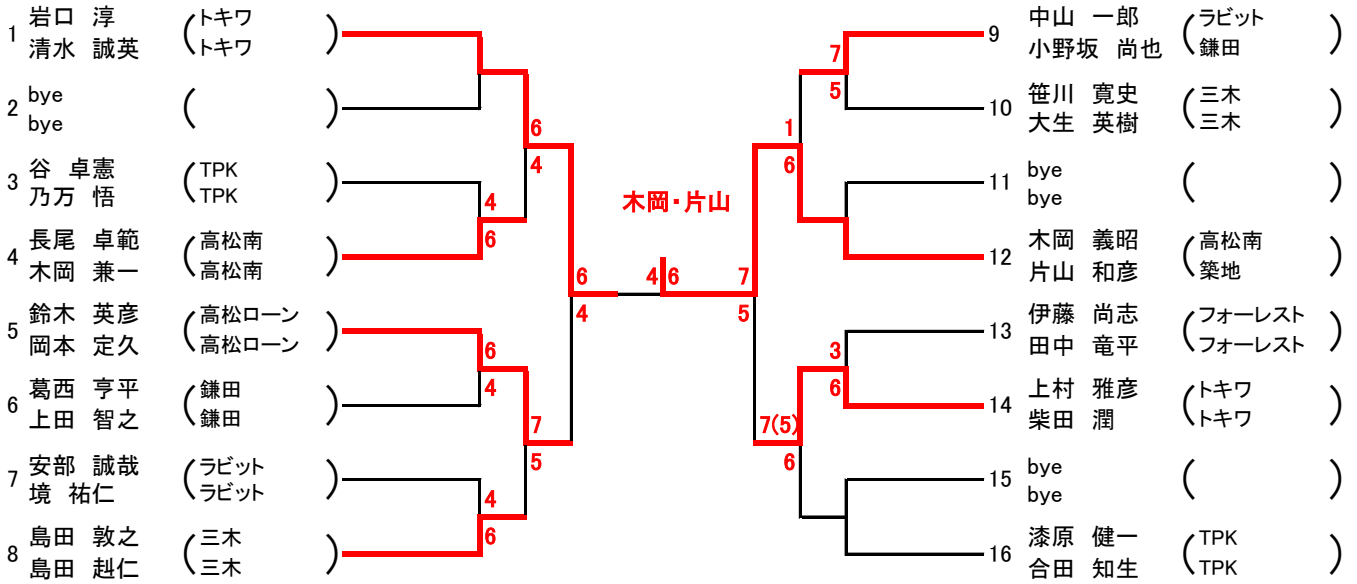 1 岩口 淳 (トキワ
清水 誠英 トキワ)
2 bye
bye ( )
3 谷 卓憲 (TPK
乃万 悟 TPK)
4 長尾 卓範 (高松南
木岡 兼一 高松南)
5 鈴木 英彦 (高松ローン
岡本 定久 高松ローン)
6 葛西 亨平 (鎌田
上田 智之 鎌田)
7 安部 誠哉 (ラビット
境 祐仁 ラビット)
8 島田 敦之 (三木
島田 赳仁 三木)
4
6
6
4
4
6
6
4
7
5
6
4
木岡・片山
4 6
7
5
1
6
7(5)
6
7
5
3
6
9 中山 一郎 (ラビット
小野坂 尚也 鎌田)
10 笹川 寛史 (三木
大生 英樹 三木)
11 bye
bye ( )
12 木岡 義昭 (高松南
片山 和彦 築地)
13 伊藤 尚志 (フォーレスト
田中 竜平 フォーレスト)
14 上村 雅彦 (トキワ
柴田 潤 トキワ)
15 bye
bye ( )
16 漆原 健一 (TPK
合田 知生 TPK)